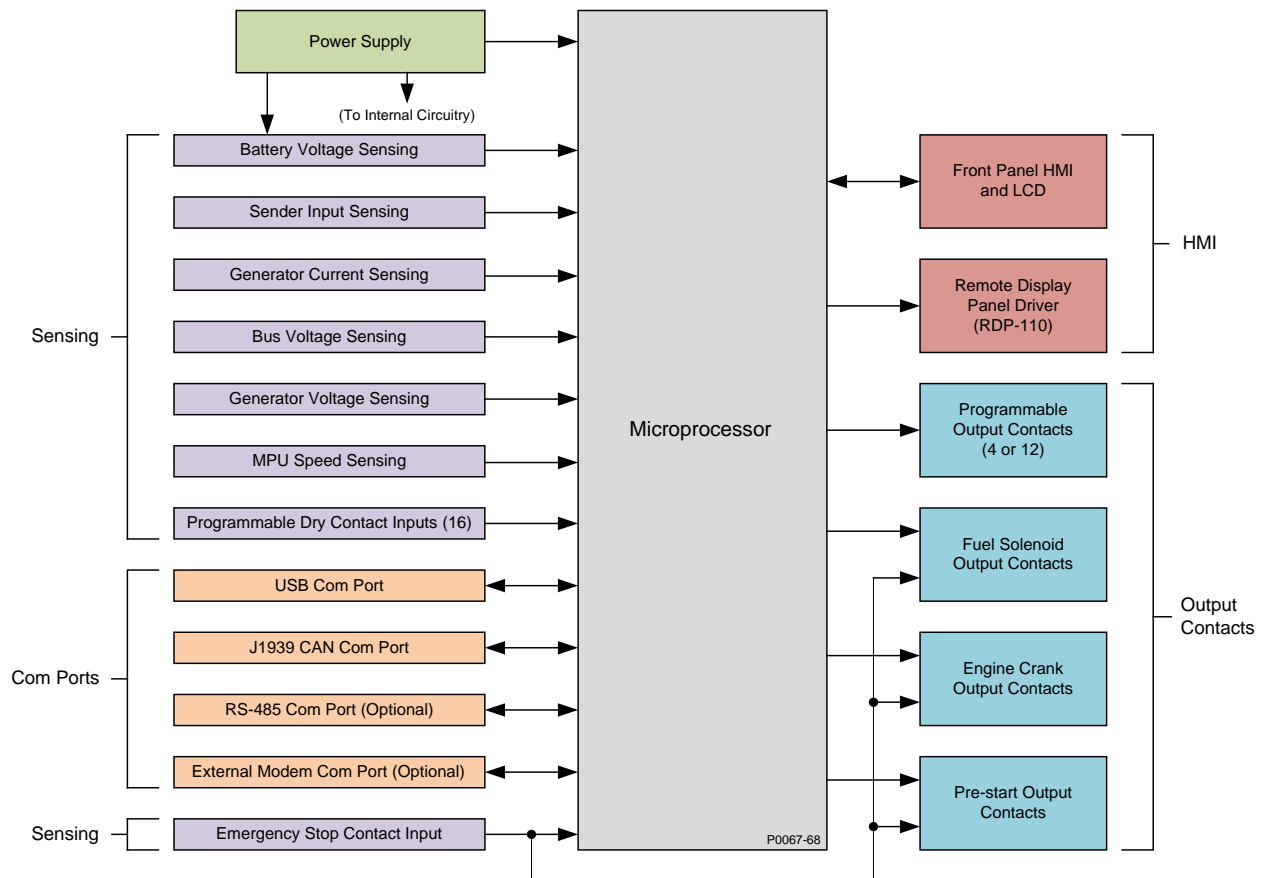 Power Supply
(To Internal Circuitry)
Sensing
Battery Voltage Sensing
Sender Input Sensing
Generator Current Sensing
Bus Voltage Sensing
Generator Voltage Sensing
MPU Speed Sensing
Programmable Dry Contact Inputs (16)
Com Ports
USB Com Port
J1939 CAN Com Port
RS-485 Com Port (Optional)
External Modem Com Port (Optional)
Sensing
Emergency Stop Contact Input
Microprocessor
P0067-68
Front Panel HMI
and LCD
Remote Display
Panel Driver
(RDP-110)
HMI
Programmable
Output Contacts
(4 or 12)
Fuel Solenoid
Output Contacts
Engine Crank
Output Contacts
Pre-start Output
Contacts
Output
Contacts